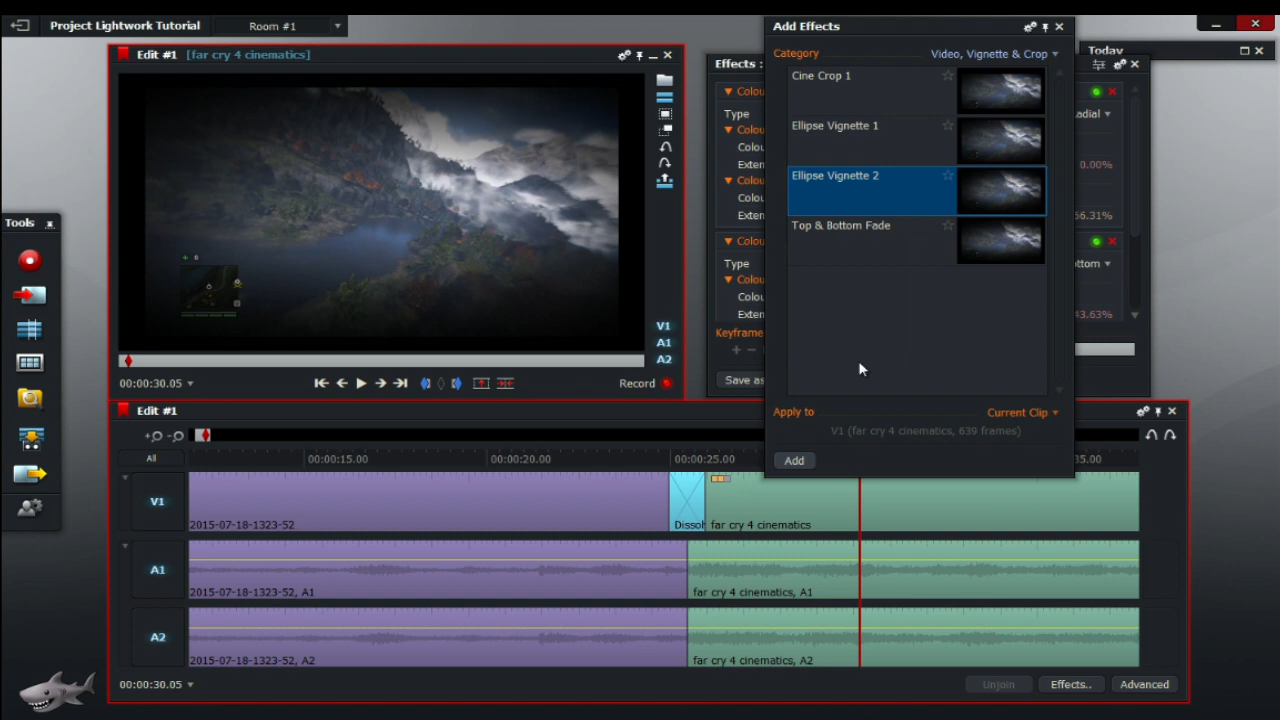 Project Lightwork Tutorial
Room #1
Edit #1 [far cry 4 cinematics]
00:00:30.05
Record
V1
A1
A2
Tools
Effects :
Type
Type
Keyframe
Save as
adial
0.00%
56.31%
ttom
43.63%
Today
Add Effects
Category
Video, Vignette & Crop
Cine Crop 1
Ellipse Vignette 1
Ellipse Vignette 2
Top & Bottom Fade
Apply to
Current Clip
V1 (far cry 4 cinematics, 639 frames)
Add
Edit #1
All
00:00:15.00
00:00:20.00
00:00:25.00
35.00
V1
2015-07-18-1323-52
Dissol
far cry 4 cinematics
A1
2015-07-18-1323-52, A1
far cry 4 cinematics, A1
A2
2015-07-18-1323-52, A2
far cry 4 cinematics, A2
00:00:30.05
Unjoin
Effects..
Advanced